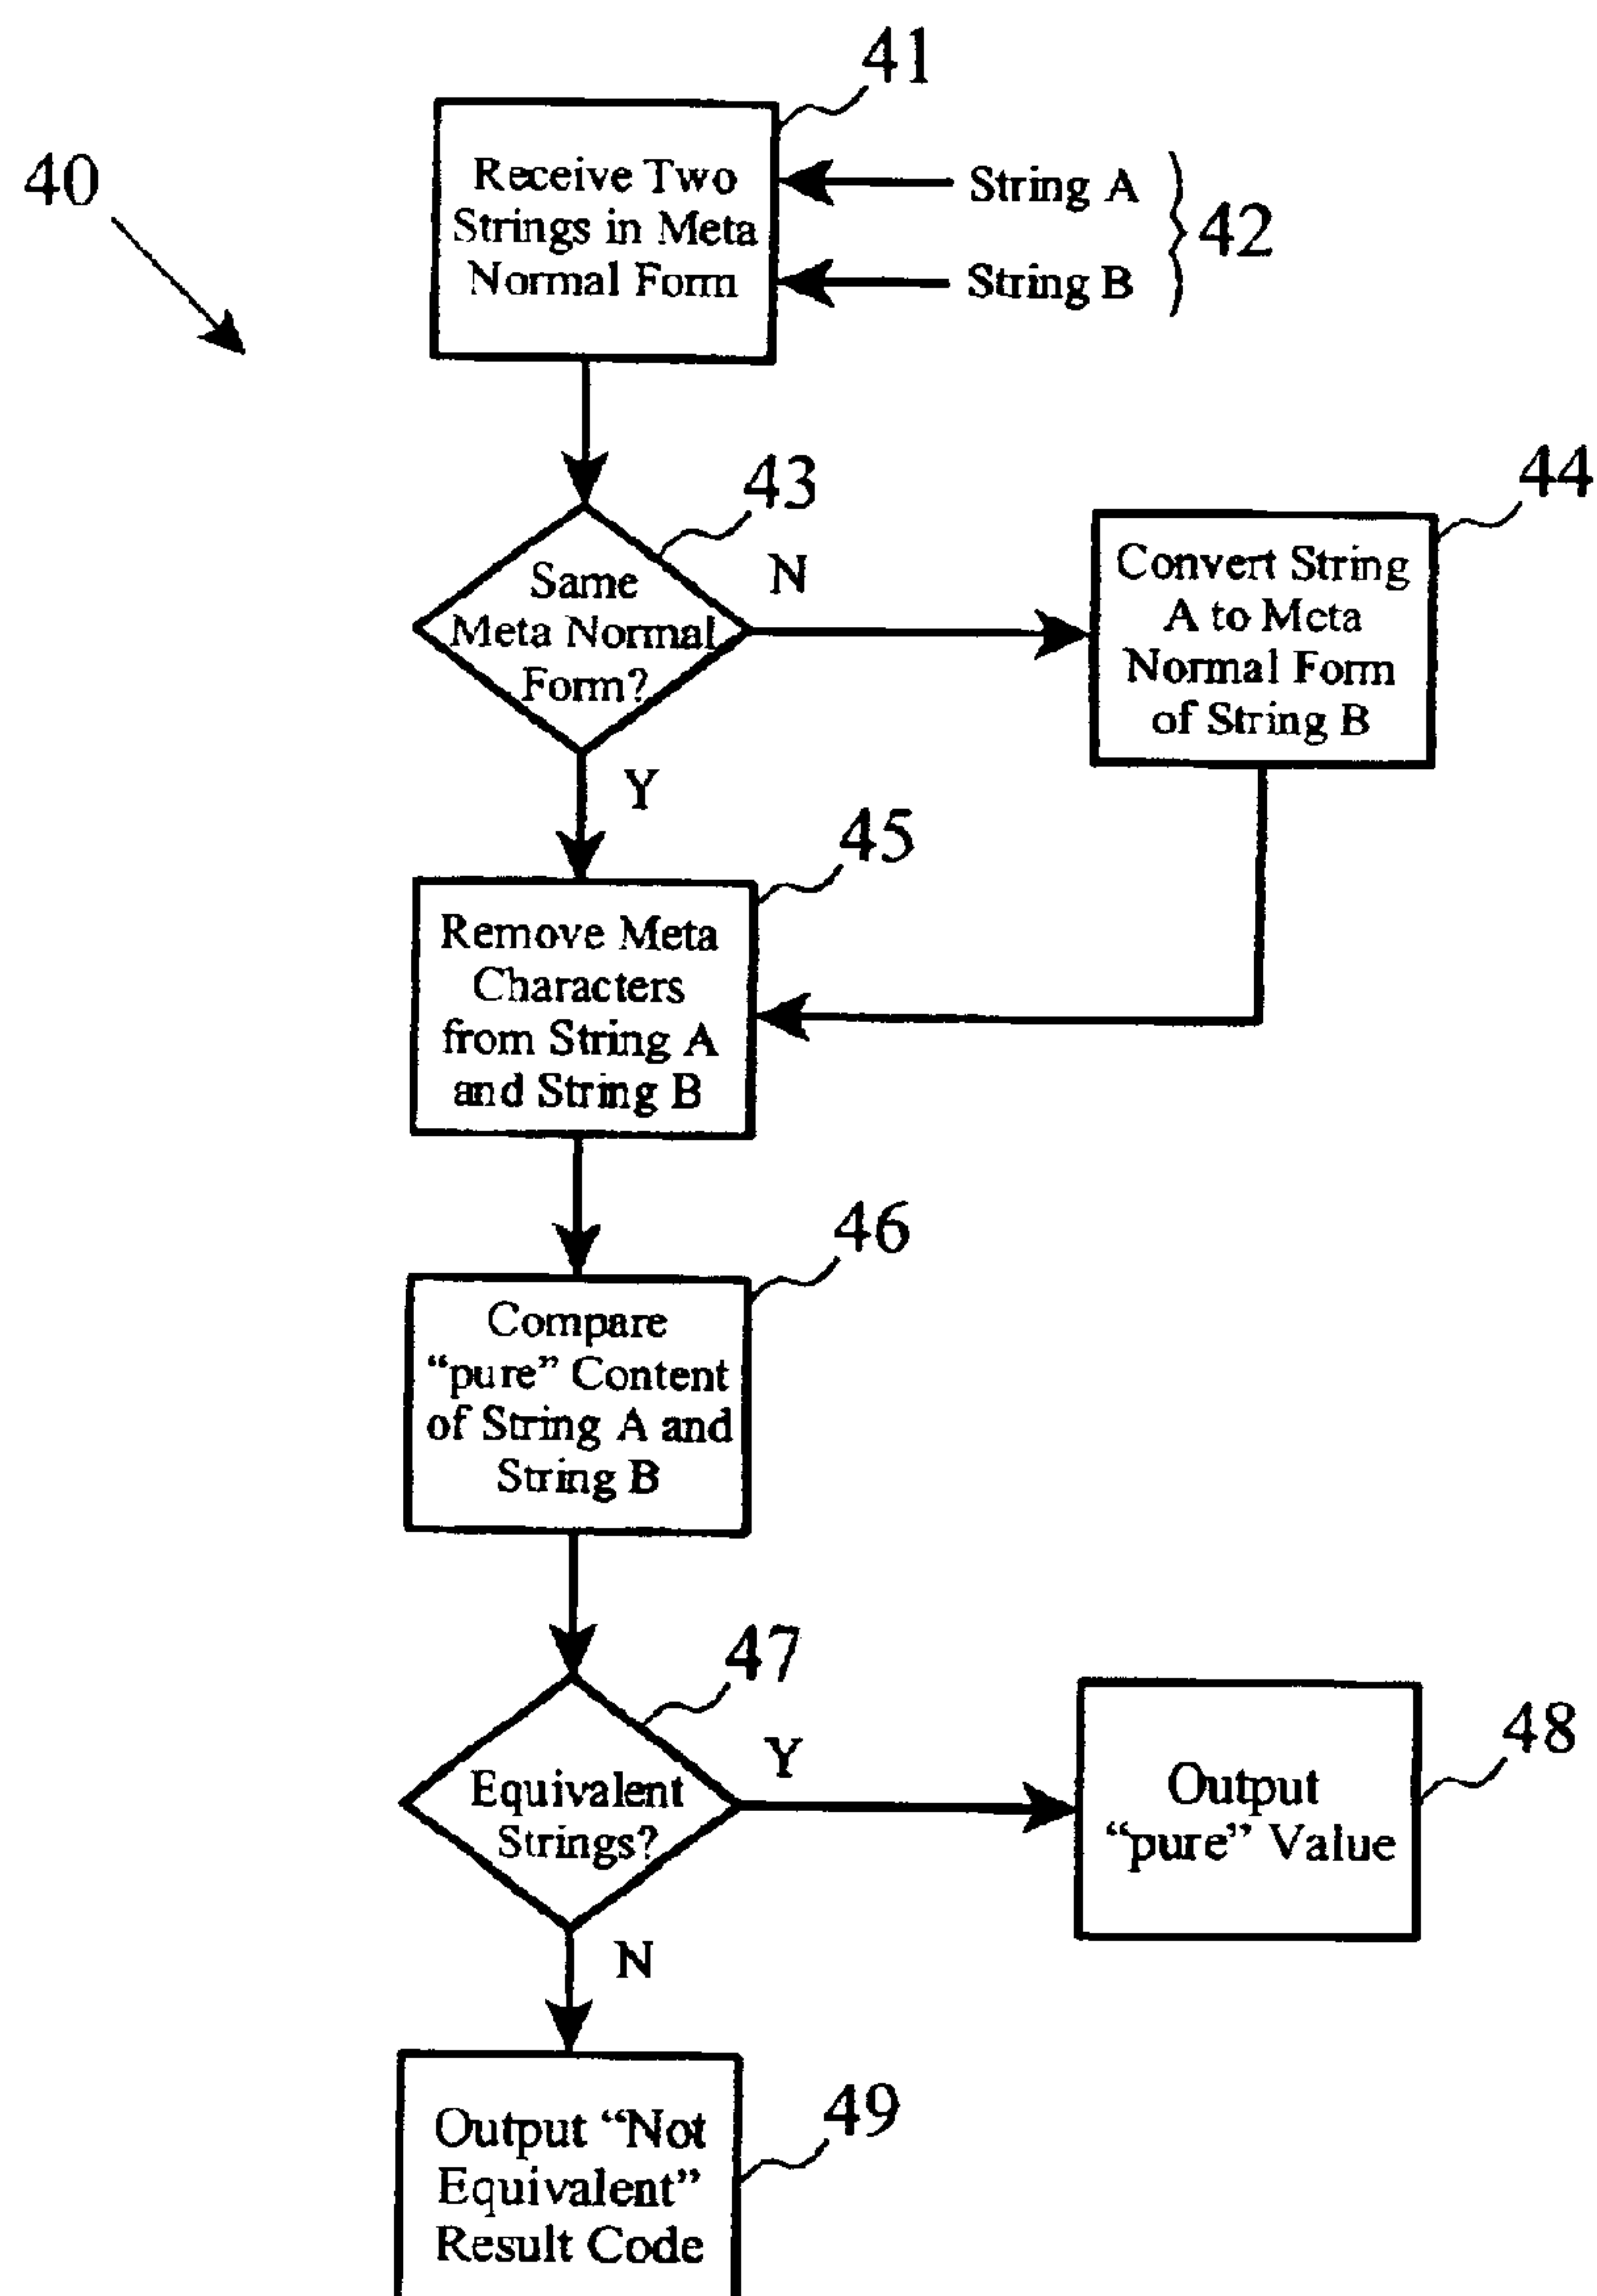 41
40
Receive Two
Strings in Meta
Normal Form
String A
String B
42
43
Same
Meta Normal
Form?
N
Y
44
Convert String
A to Meta
Normal Form
of String B
45
Remove Meta
Characters
from String A
and String B
46
Compare
“pure” Content
of String A and
String B
47
Equivalent
Strings?
Y
N
48
Output
“pure” Value
49
Output “Not
Equivalent”
Result Code